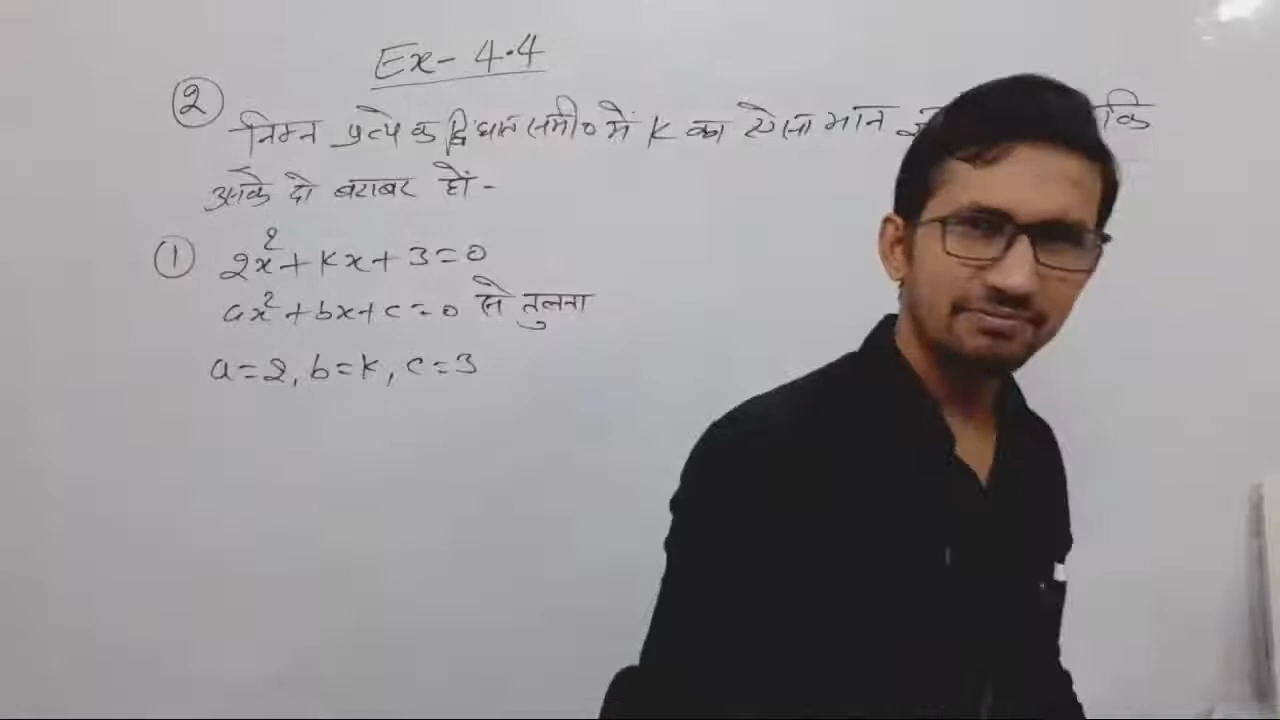 Ex- 4.4
② निम्न प्रत्येक द्विघात समी० में K का ऐसा मान कि
उसके दो बराबर हों -
① 2x²+Kx+3=0
ax²+bx+c=0 से तुलना
a=2, b=K, c=3